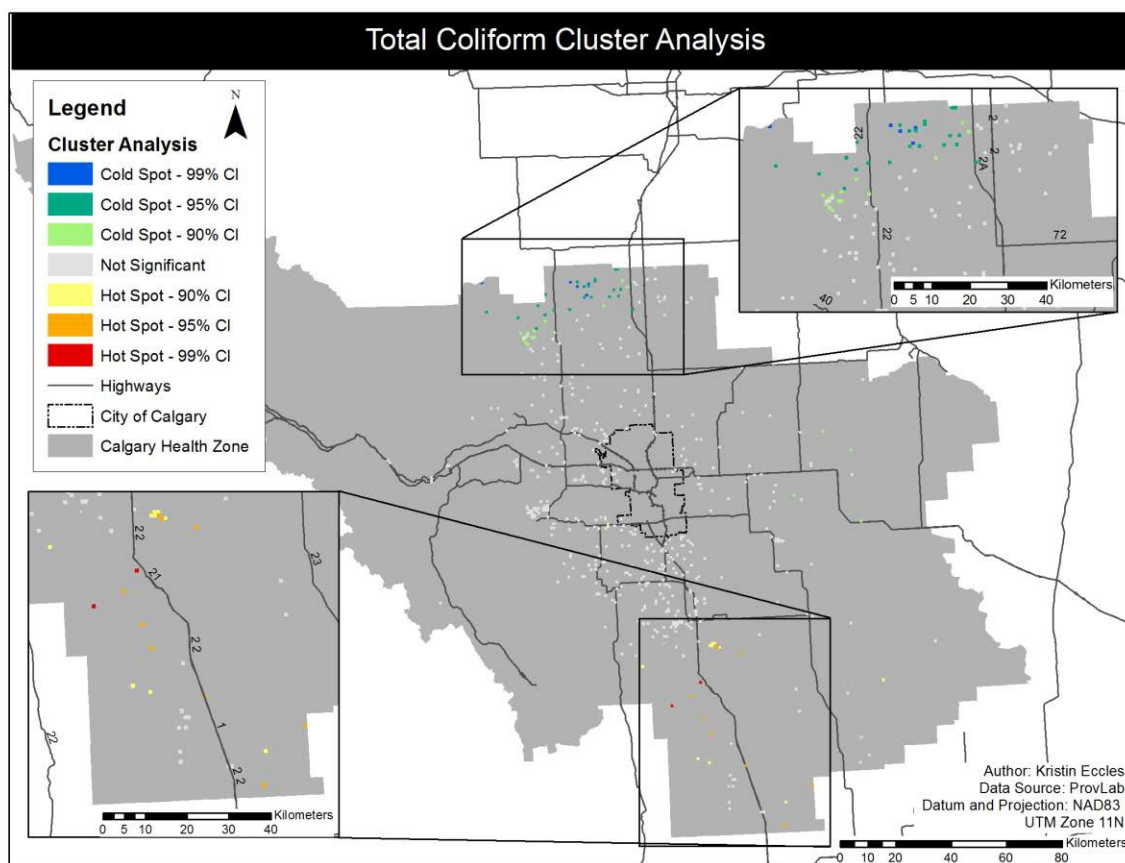 Total Coliform Cluster Analysis
Legend
N
Cluster Analysis
Cold Spot - 99% CI
Cold Spot - 95% CI
Cold Spot - 90% CI
Not Significant
Hot Spot - 90% CI
Hot Spot - 95% CI
Hot Spot - 99% CI
Highways
City of Calgary
Calgary Health Zone
22
2
2
2A
22
72
40
Kilometers
0 5 10 20 30 40
22
21
23
22
1
22
22
Kilometers
0 5 10 20 30 40
Author: Kristin Eccles
Data Source: ProvLab
Datum and Projection: NAD83
UTM Zone 11N
Kilometers
0 10 20 40 60 80